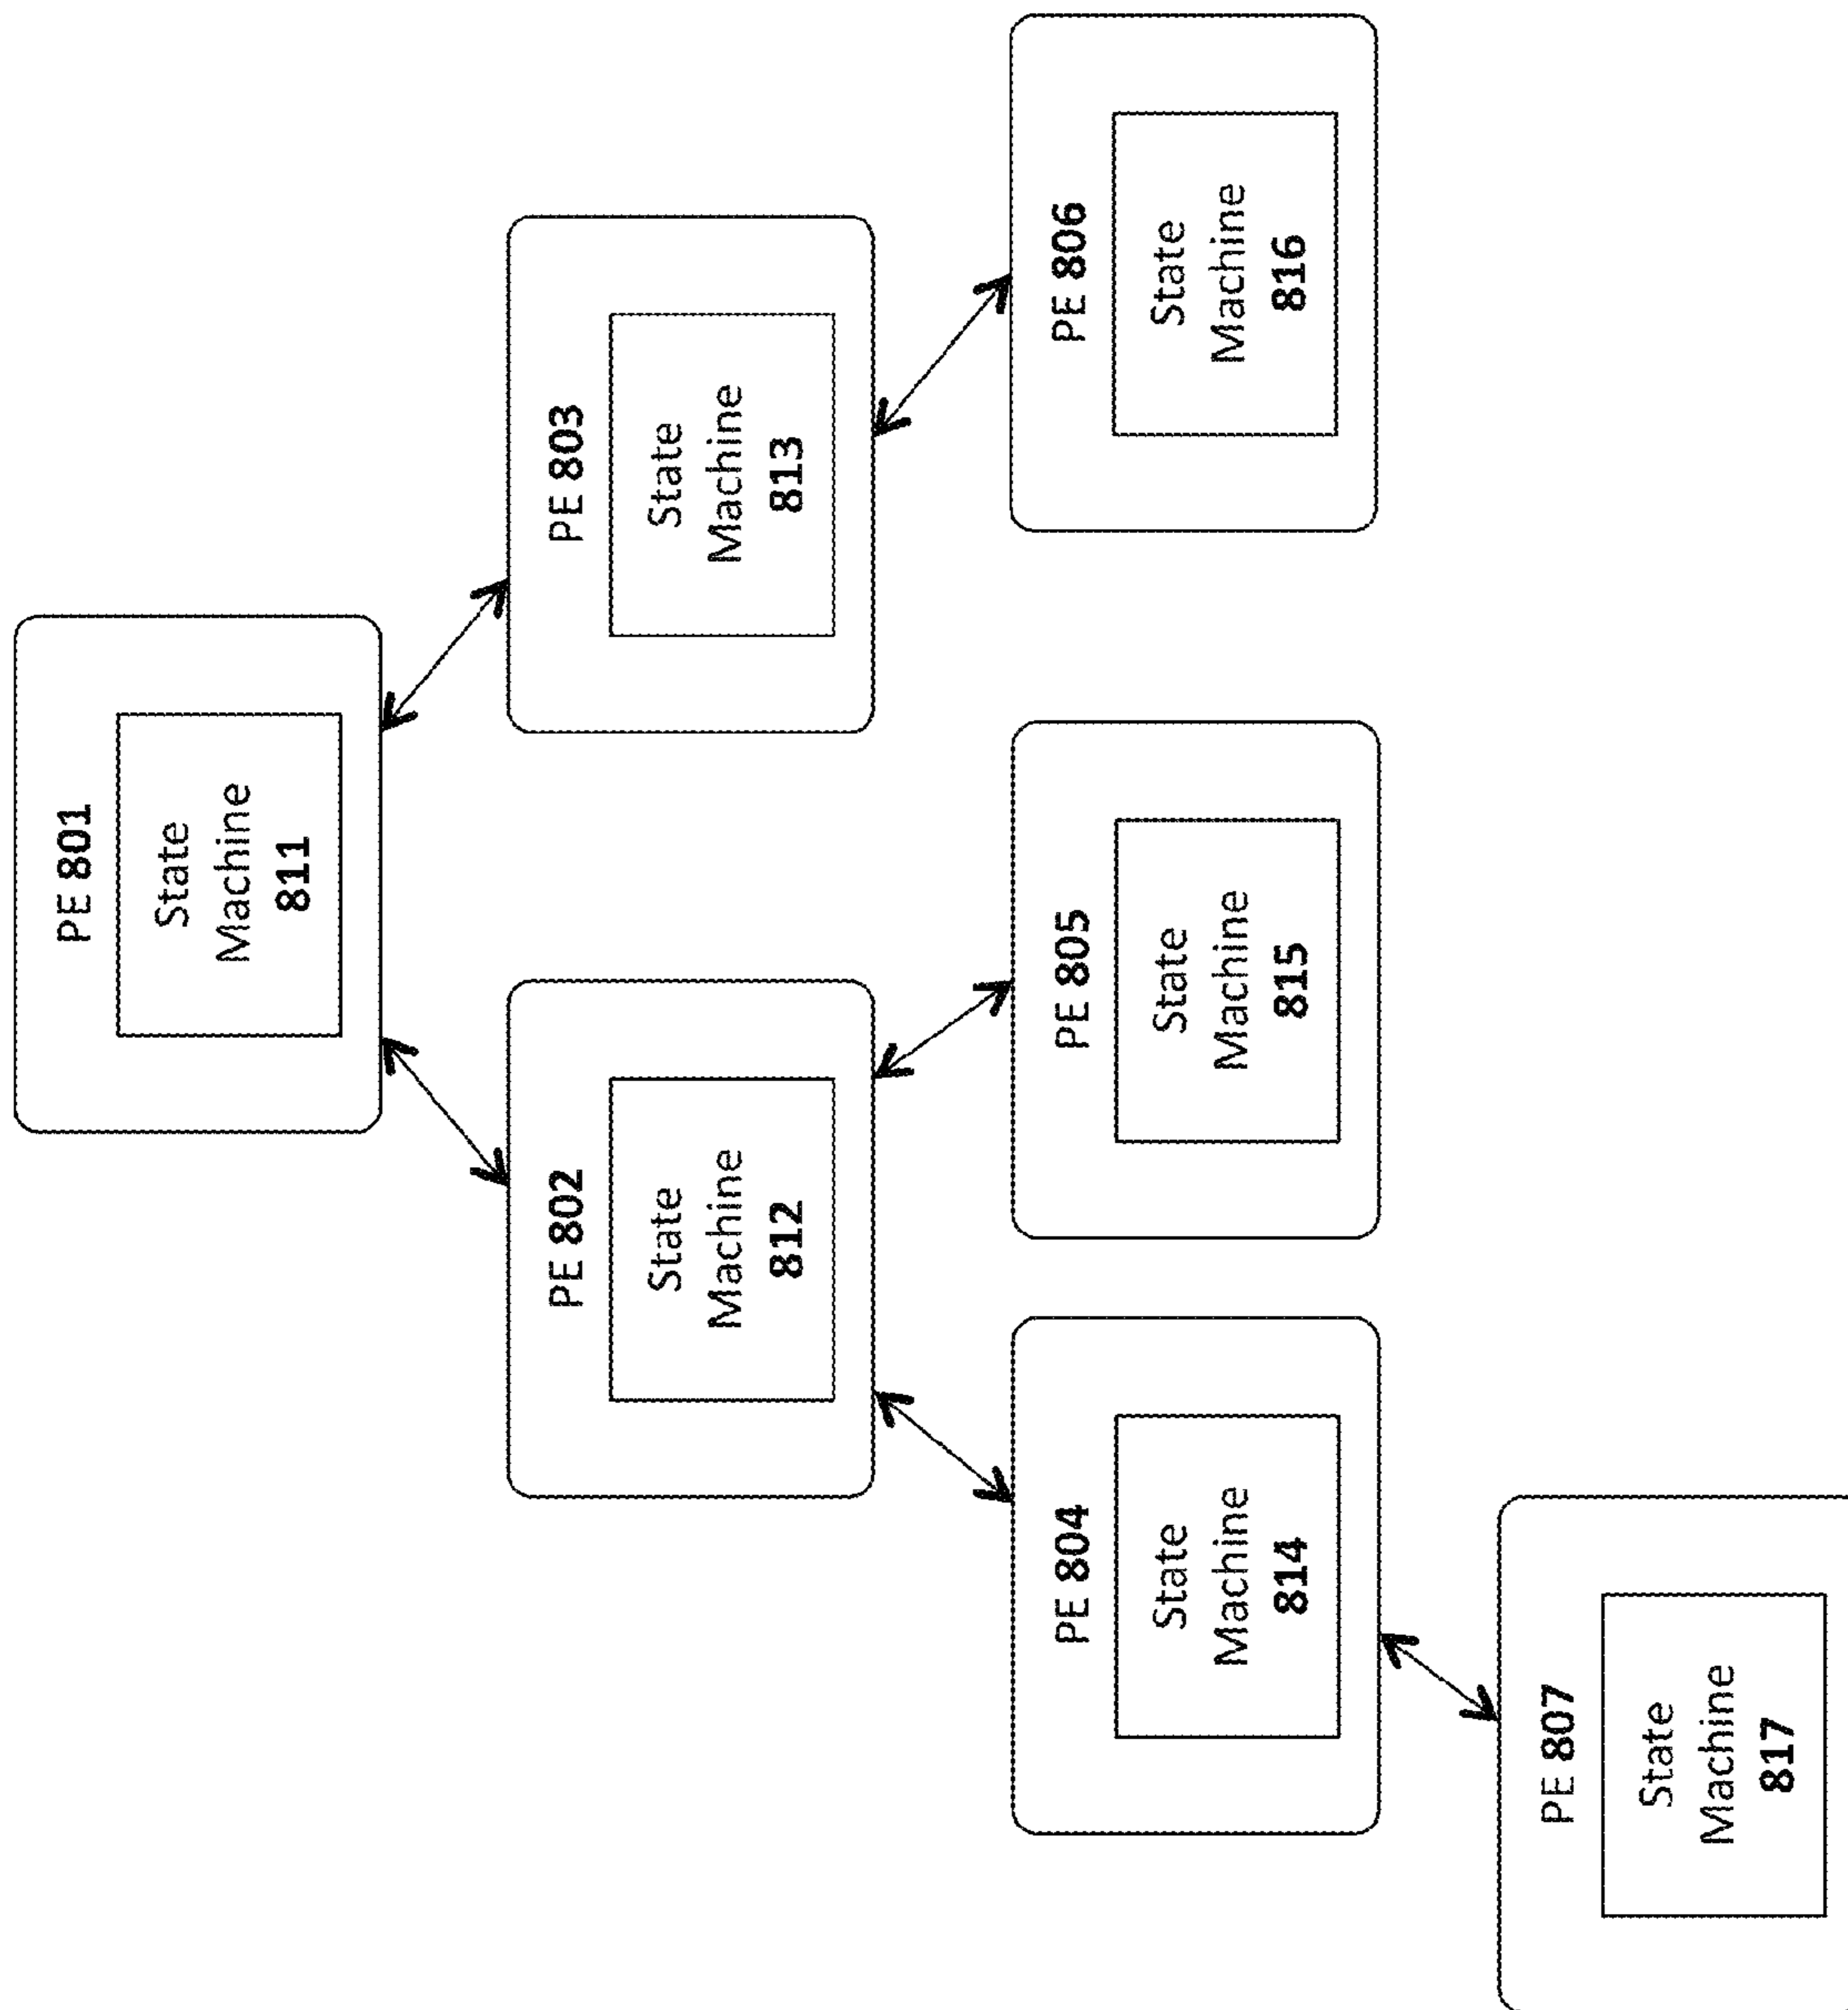 PE 801
State
Machine
811
PE 802
State
Machine
812
PE 803
State
Machine
813
PE 804
State
Machine
814
PE 805
State
Machine
815
PE 806
State
Machine
816
PE 807
State
Machine
817